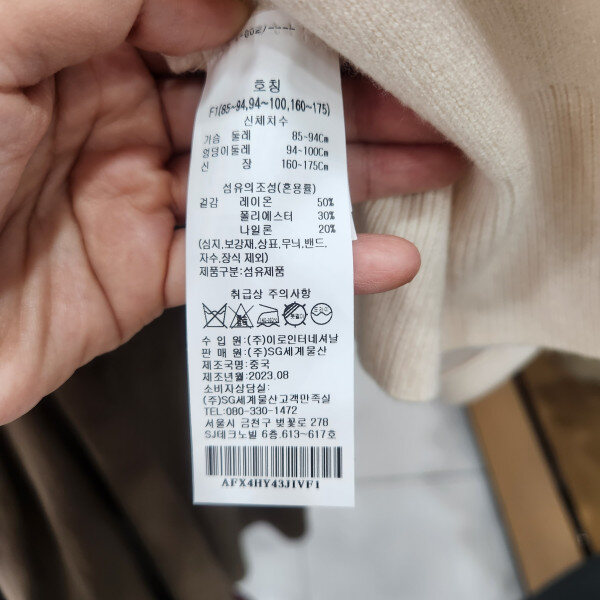 호칭
F1(85~94,94~100,160~175)
신체치수
가슴 둘레 85~94Cm
엉덩이둘레 94~100Cm
신 장 160~175Cm
섬유의조성(혼용률)
겉감 레이온 50%
폴리에스터 30%
나일론 20%
(심지,보강재,상표,무늬,밴드,
자수,장식 제외)
제품구분:섬유제품
취급상 주의사항
수 입 원:(주)이로인터네셔날
판 매 원:(주)SG세계물산
제조국명:중국
제조년월:2023.08
소비자상담실:
(주)SG세계물산고객만족실
TEL:080-330-1472
서울시 금천구 벚꽃로 278
SJ테크노빌 6층.613~617호
AFX4HY43JIVF1